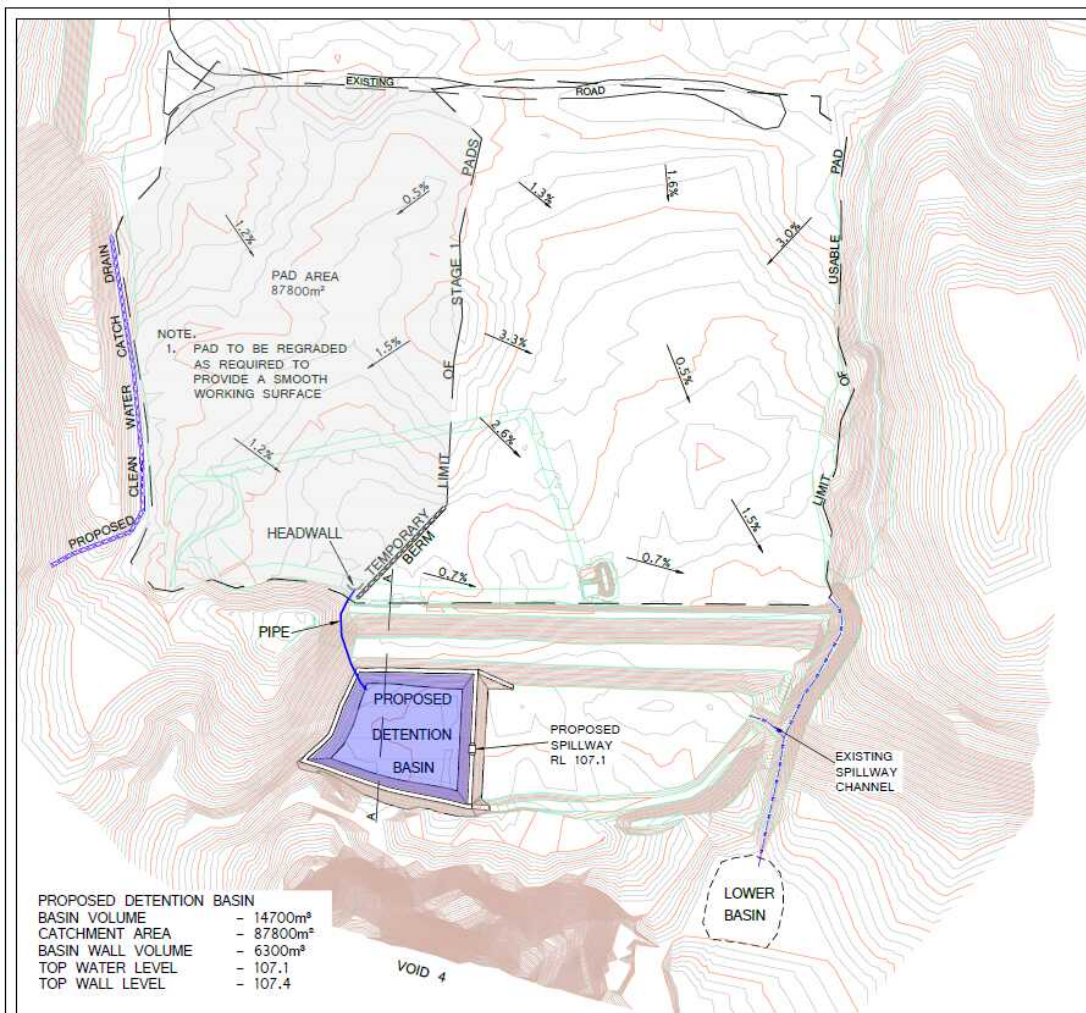 EXISTING
ROAD
PADS
PAD
0.5%
1.3%
1.6%
1.2%
3.0%
USABLE
DRAIN
PAD AREA
87800m²
STAGE 1
NOTE.
1. PAD TO BE REGRADED
AS REQUIRED TO
PROVIDE A SMOOTH
WORKING SURFACE
CATCH
3.3%
1.5%
OF
0.5%
OF
WATER
2.6%
1.2%
CLEAN
LIMIT
LIMIT
1.5%
PROPOSED
HEADWALL
TEMPORARY
BERM
A
0.7%
0.7%
PIPE
PROPOSED
DETENTION
BASIN
PROPOSED
SPILLWAY
RL 107.1
EXISTING
SPILLWAY
CHANNEL
A
LOWER
BASIN
PROPOSED DETENTION BASIN
BASIN VOLUME - 14700m³
CATCHMENT AREA - 87800m²
BASIN WALL VOLUME - 6300m³
TOP WATER LEVEL - 107.1
TOP WALL LEVEL - 107.4
VOID 4